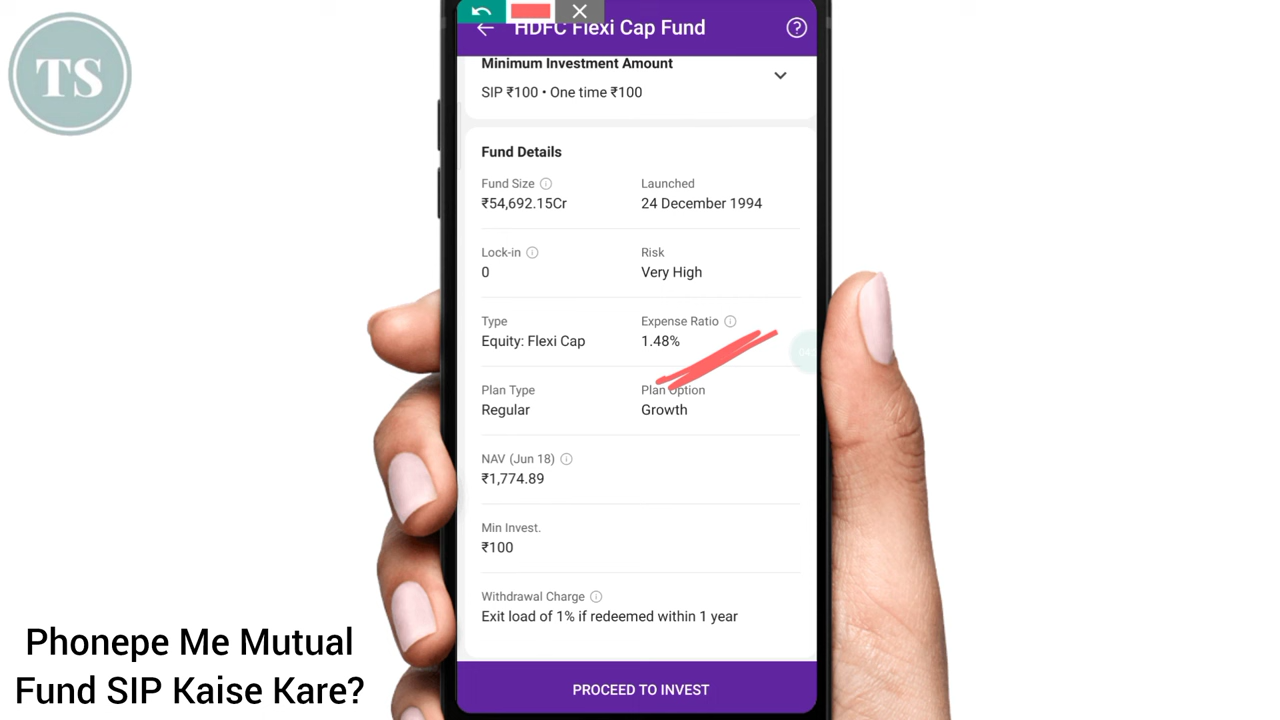 TS
HDFC Flexi Cap Fund
Minimum Investment Amount
SIP ₹100 • One time ₹100
Fund Details
Fund Size
Launched
₹54,692.15Cr
24 December 1994
Lock-in
Risk
0
Very High
Type
Expense Ratio
Equity: Flexi Cap
1.48%
Plan Type
Plan Option
Regular
Growth
NAV (Jun 18)
₹1,774.89
Min Invest.
₹100
Withdrawal Charge
Exit load of 1% if redeemed within 1 year
PROCEED TO INVEST
Phonepe Me Mutual
Fund SIP Kaise Kare?